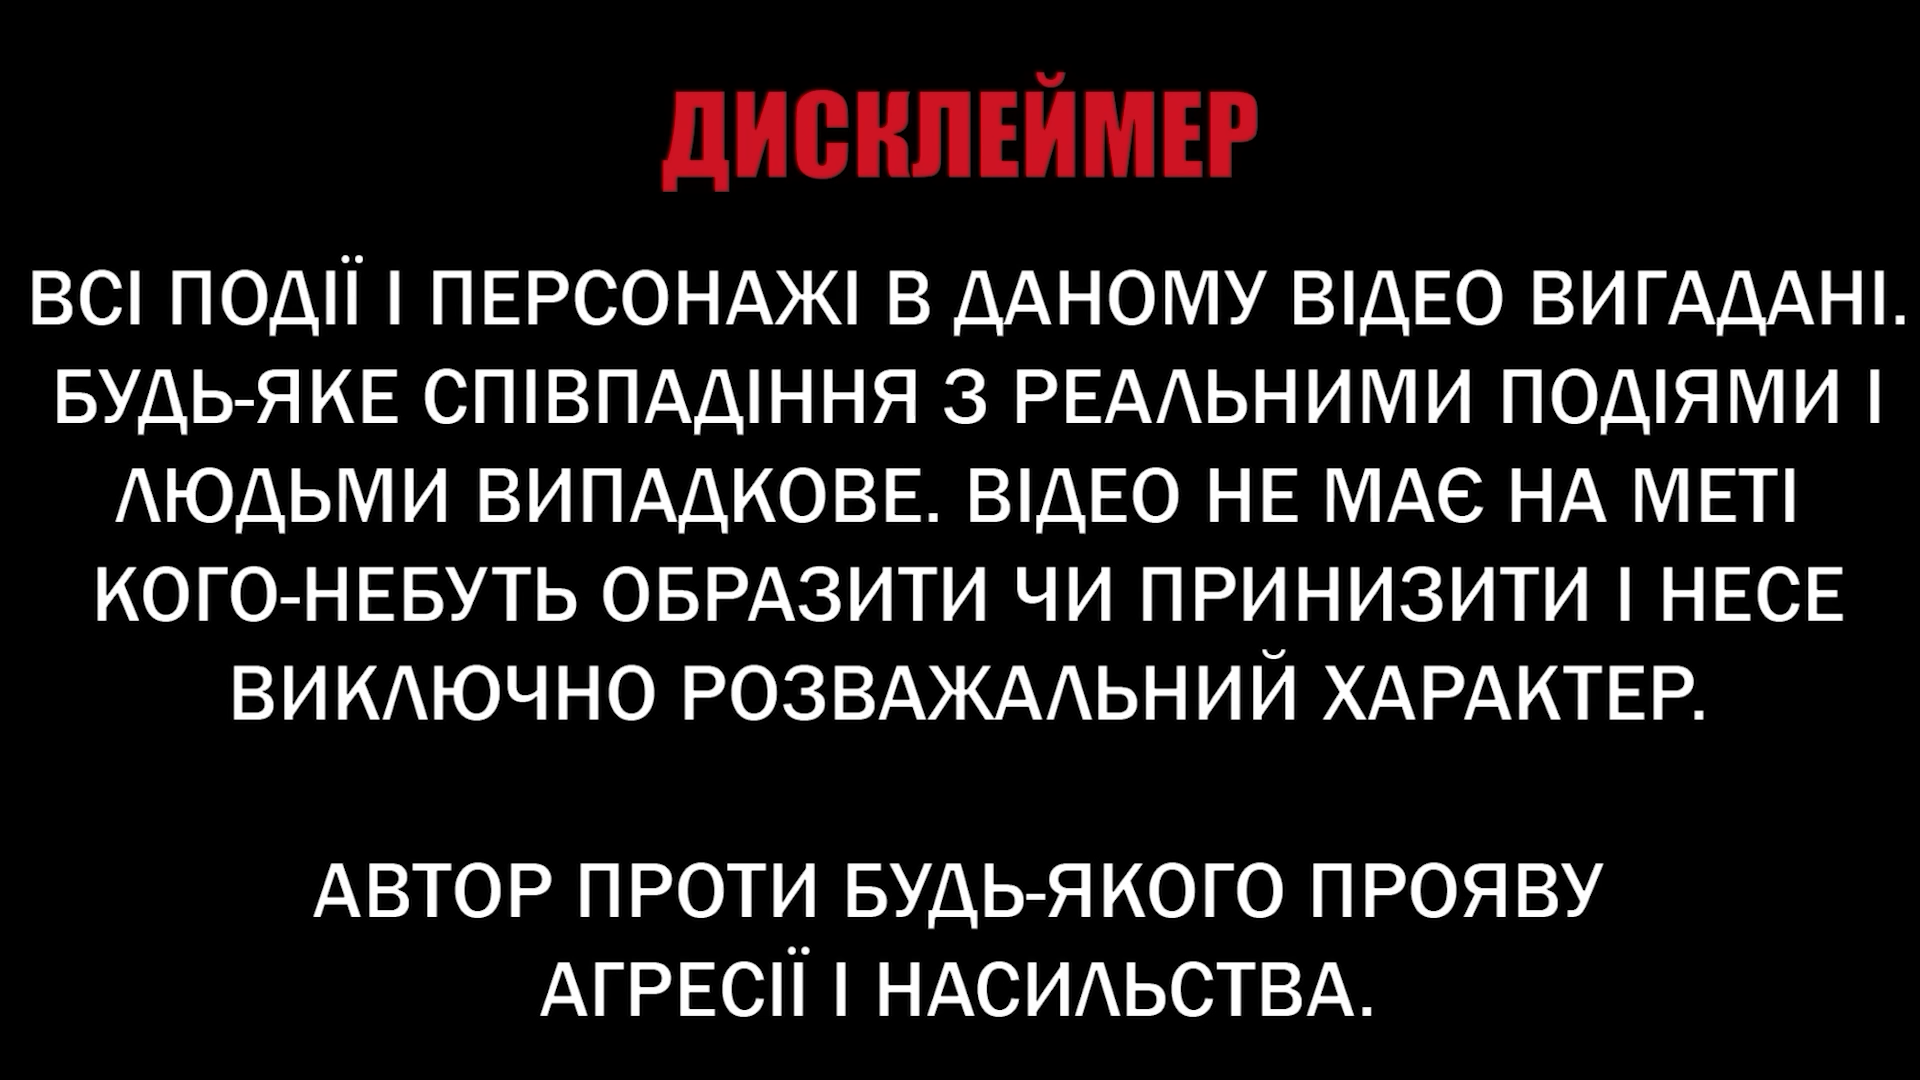 ДИСКЛЕЙМЕР
ВСІ ПОДІЇ І ПЕРСОНАЖІ В ДАНОМУ ВІДЕО ВИГАДАНІ.
БУДЬ-ЯКЕ СПІВПАДІННЯ З РЕАЛЬНИМИ ПОДІЯМИ І
ЛЮДЬМИ ВИПАДКОВЕ. ВІДЕО НЕ МАЄ НА МЕТІ
КОГО-НЕБУТЬ ОБРАЗИТИ ЧИ ПРИНИЗИТИ І НЕСЕ
ВИКЛЮЧНО РОЗВАЖАЛЬНИЙ ХАРАКТЕР.
АВТОР ПРОТИ БУДЬ-ЯКОГО ПРОЯВУ
АГРЕСІЇ І НАСИЛЬСТВА.